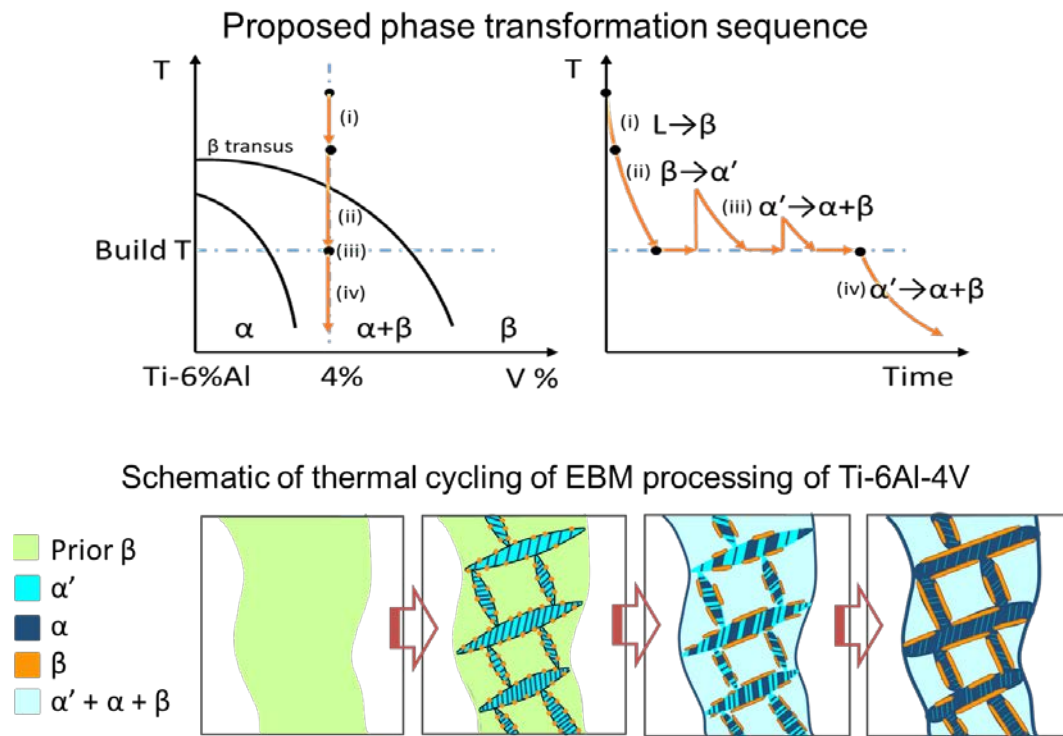 Proposed phase transformation sequence
T
(i)
β transus
(ii)
Build T
(iii)
(iv)
α
α+β
β
Ti-6%Al
4%
V %
T
(i) L→β
(ii) β→α’
(iii) α’→α+β
(iv) α’→α+β
Time
Schematic of thermal cycling of EBM processing of Ti-6Al-4V
Prior β
α’
α
β
α’ + α + β